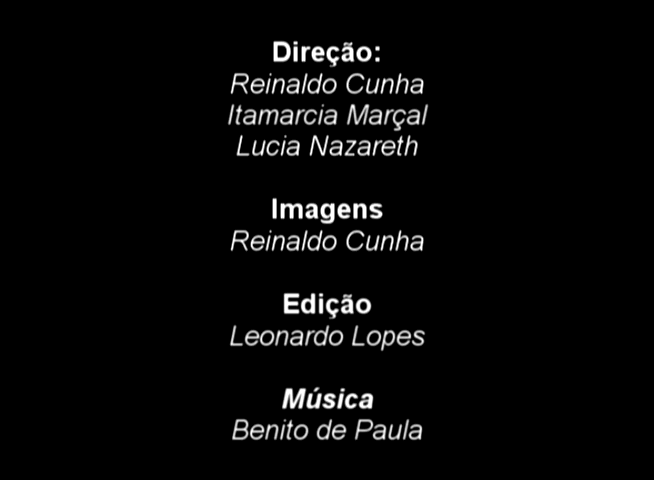 Direção:
Reinaldo Cunha
Itamarcia Marçal
Lucia Nazareth
Imagens
Reinaldo Cunha
Edição
Leonardo Lopes
Música
Benito de Paula